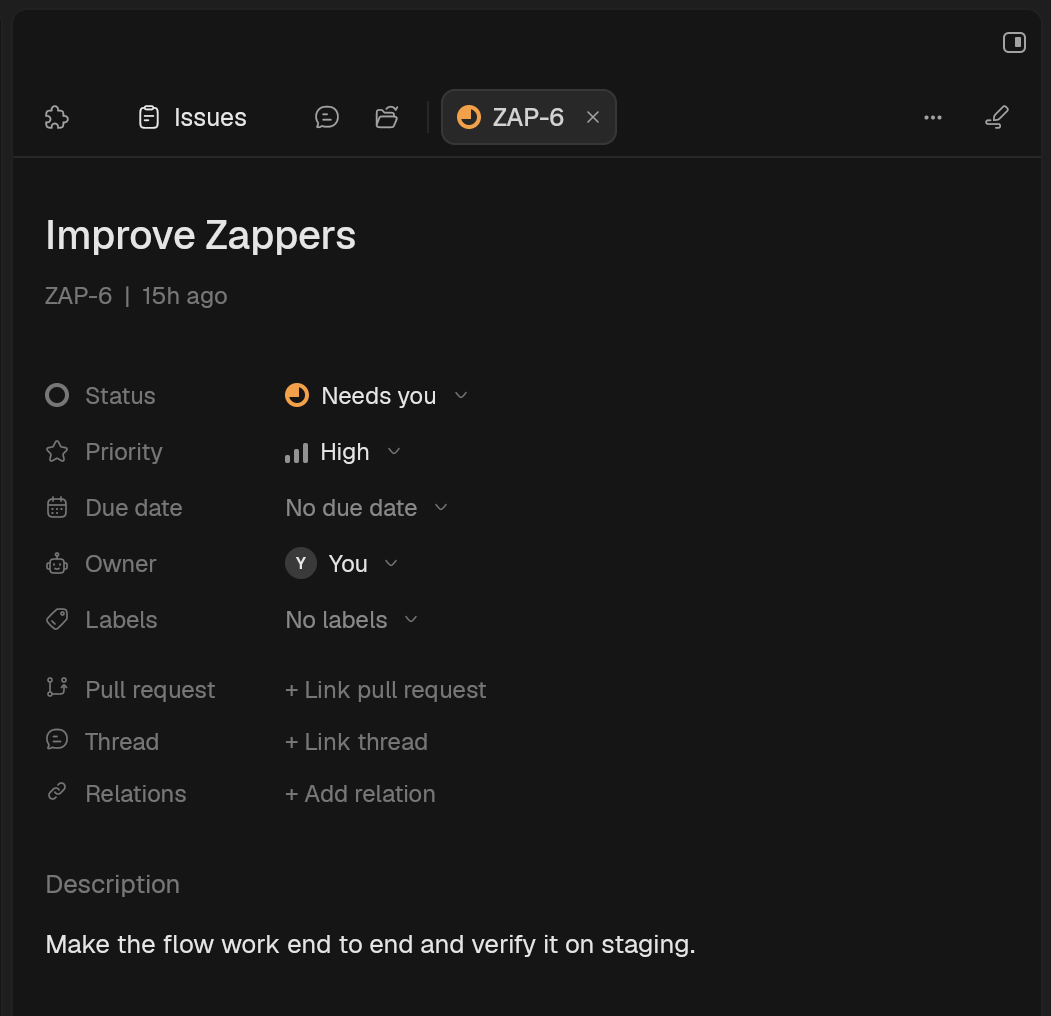 Issues
ZAP-6
Improve Zappers
ZAP-6 | 15h ago
Status Needs you
Priority High
Due date No due date
Owner Y You
Labels No labels
Pull request + Link pull request
Thread + Link thread
Relations + Add relation
Description
Make the flow work end to end and verify it on staging.